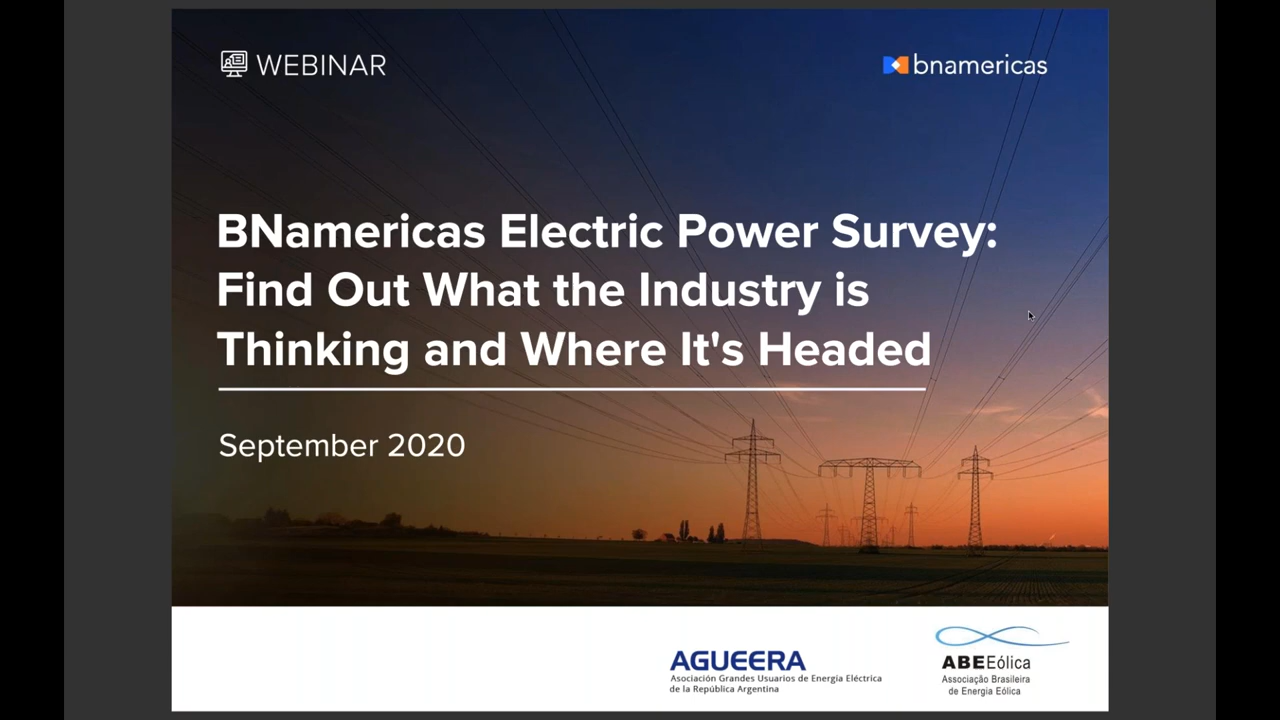 WEBINAR
bnamericas
BNamericas Electric Power Survey:
Find Out What the Industry is
Thinking and Where It's Headed
September 2020
AGUEERA
Asociación Grandes Usuarios de Energia Eléctrica
de la República Argentina
ABEEólica
Associação Brasileira
de Energia Eólica